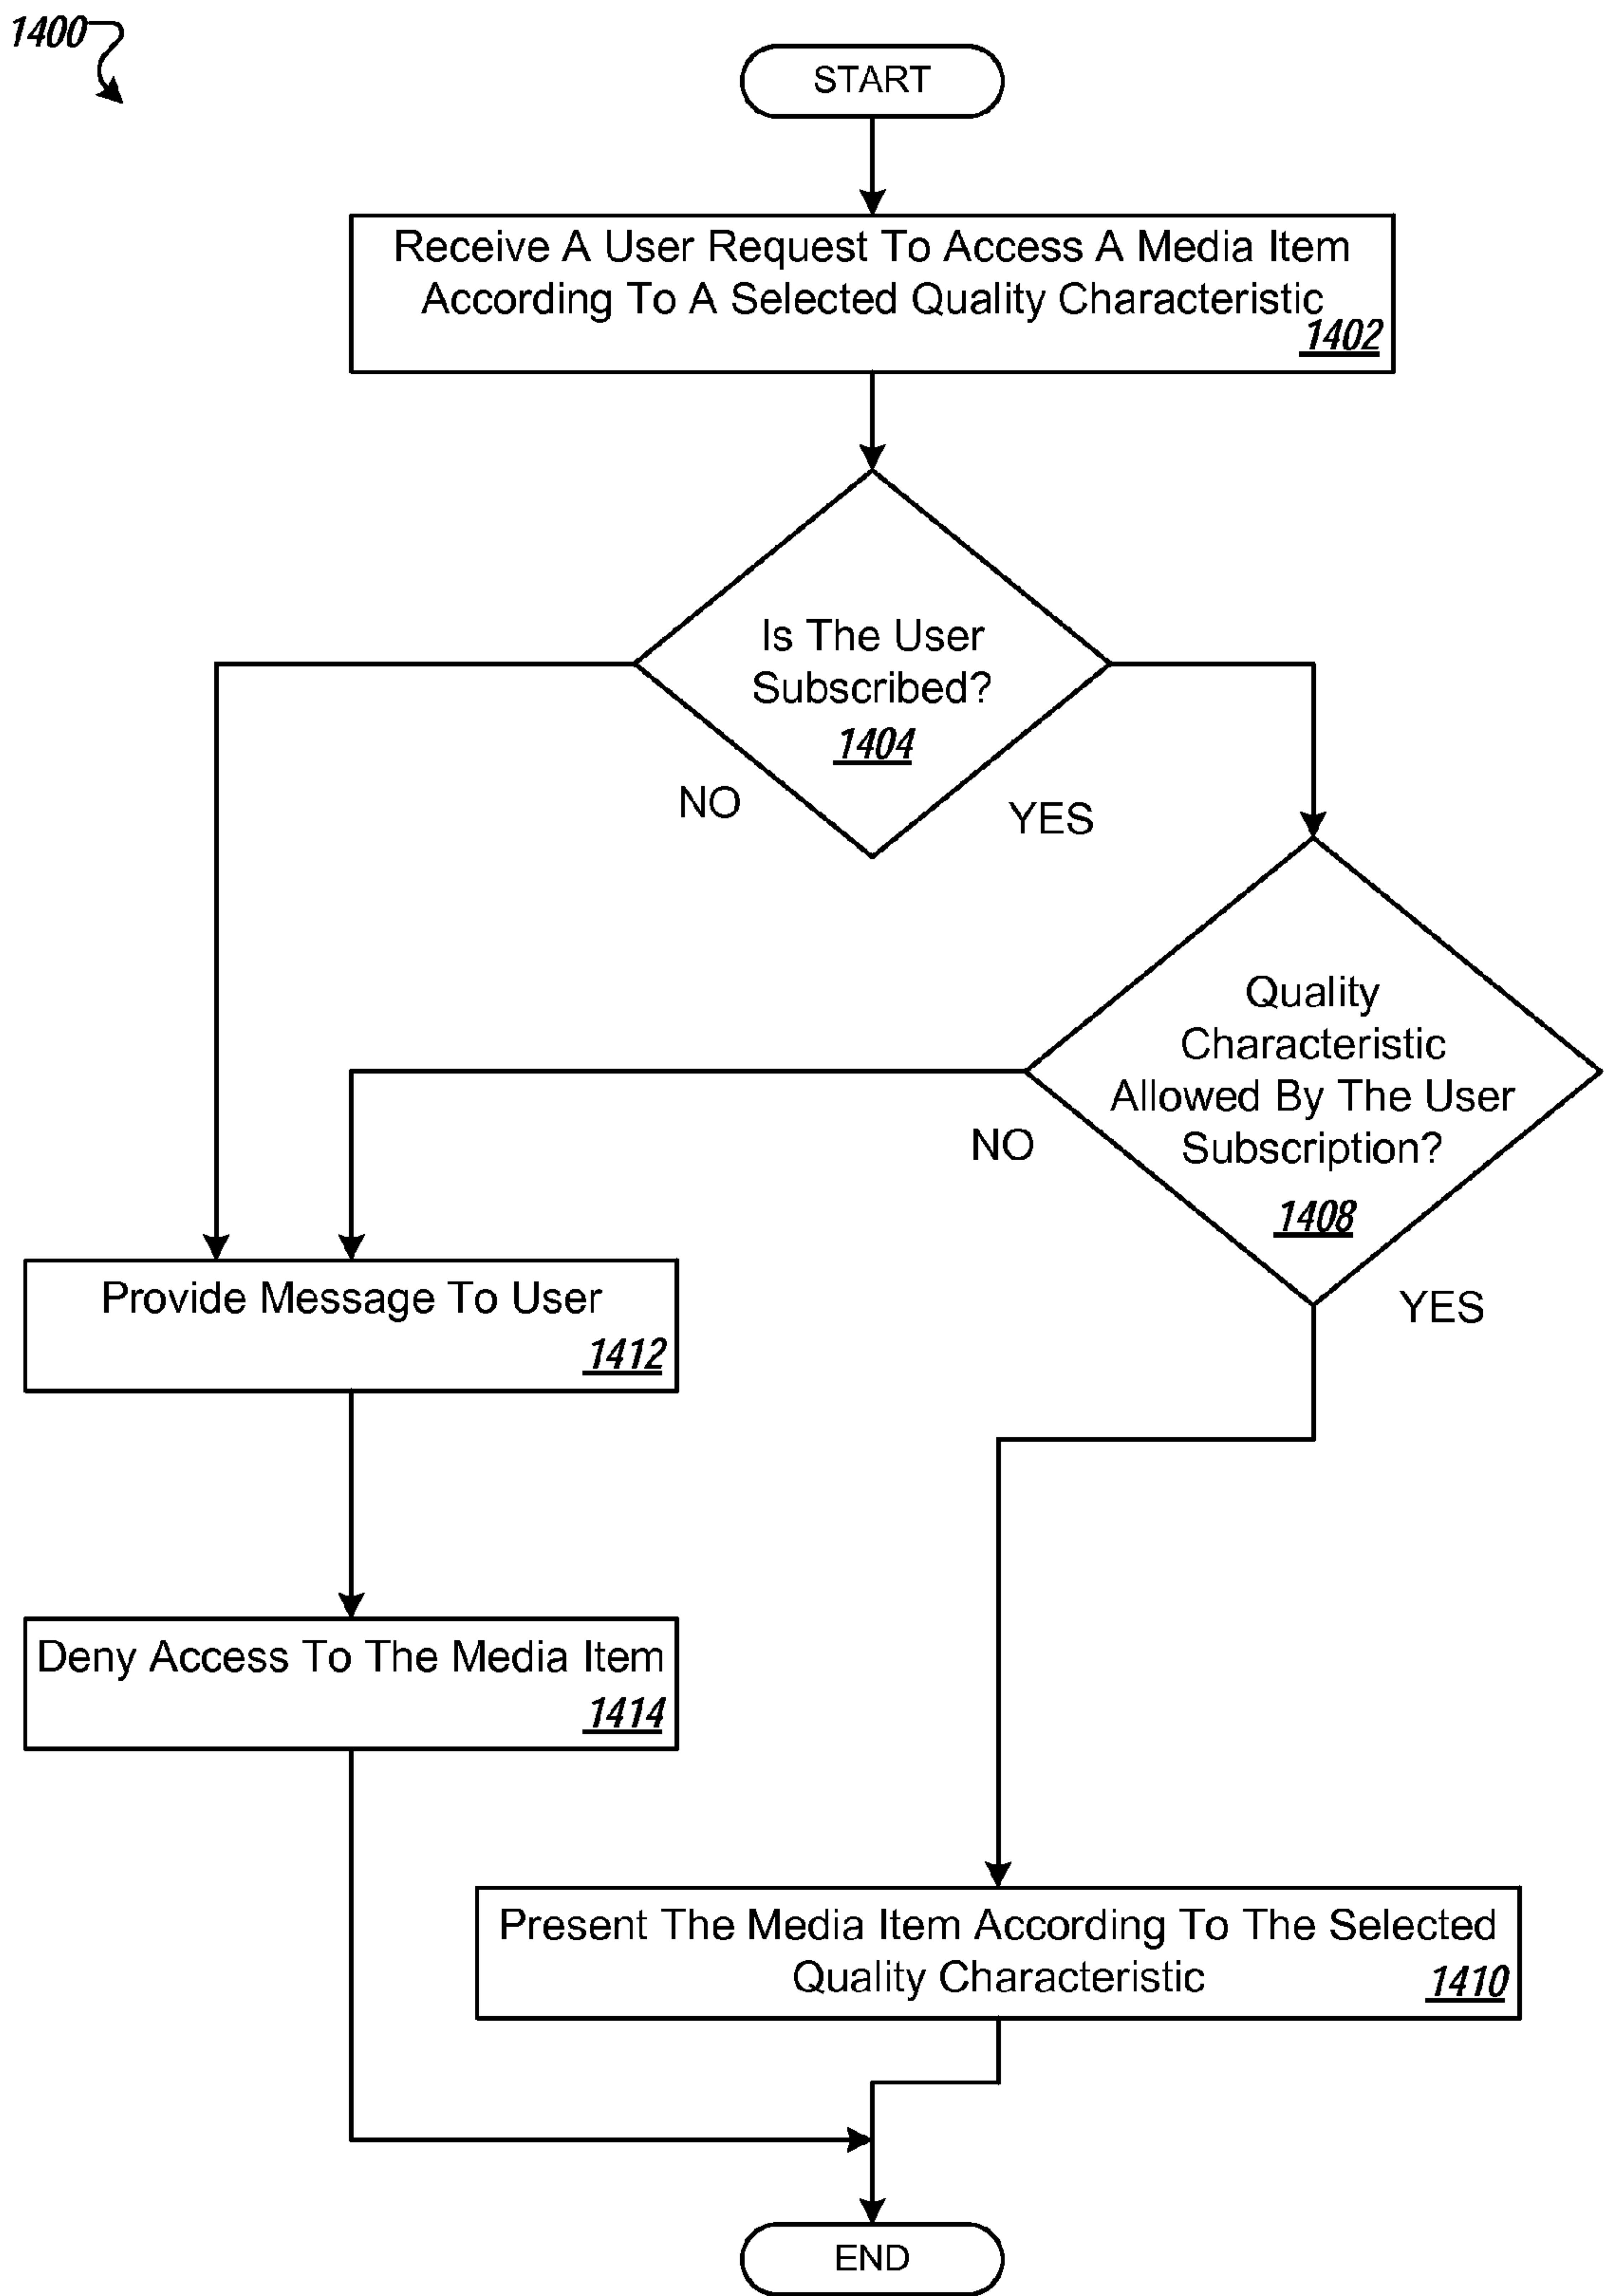 1400
START
Receive A User Request To Access A Media Item
According To A Selected Quality Characteristic
1402
Is The User
Subscribed?
1404
NO
YES
Quality
Characteristic
Allowed By The User
Subscription?
1408
NO
YES
Provide Message To User
1412
Deny Access To The Media Item
1414
Present The Media Item According To The Selected
Quality Characteristic
1410
END